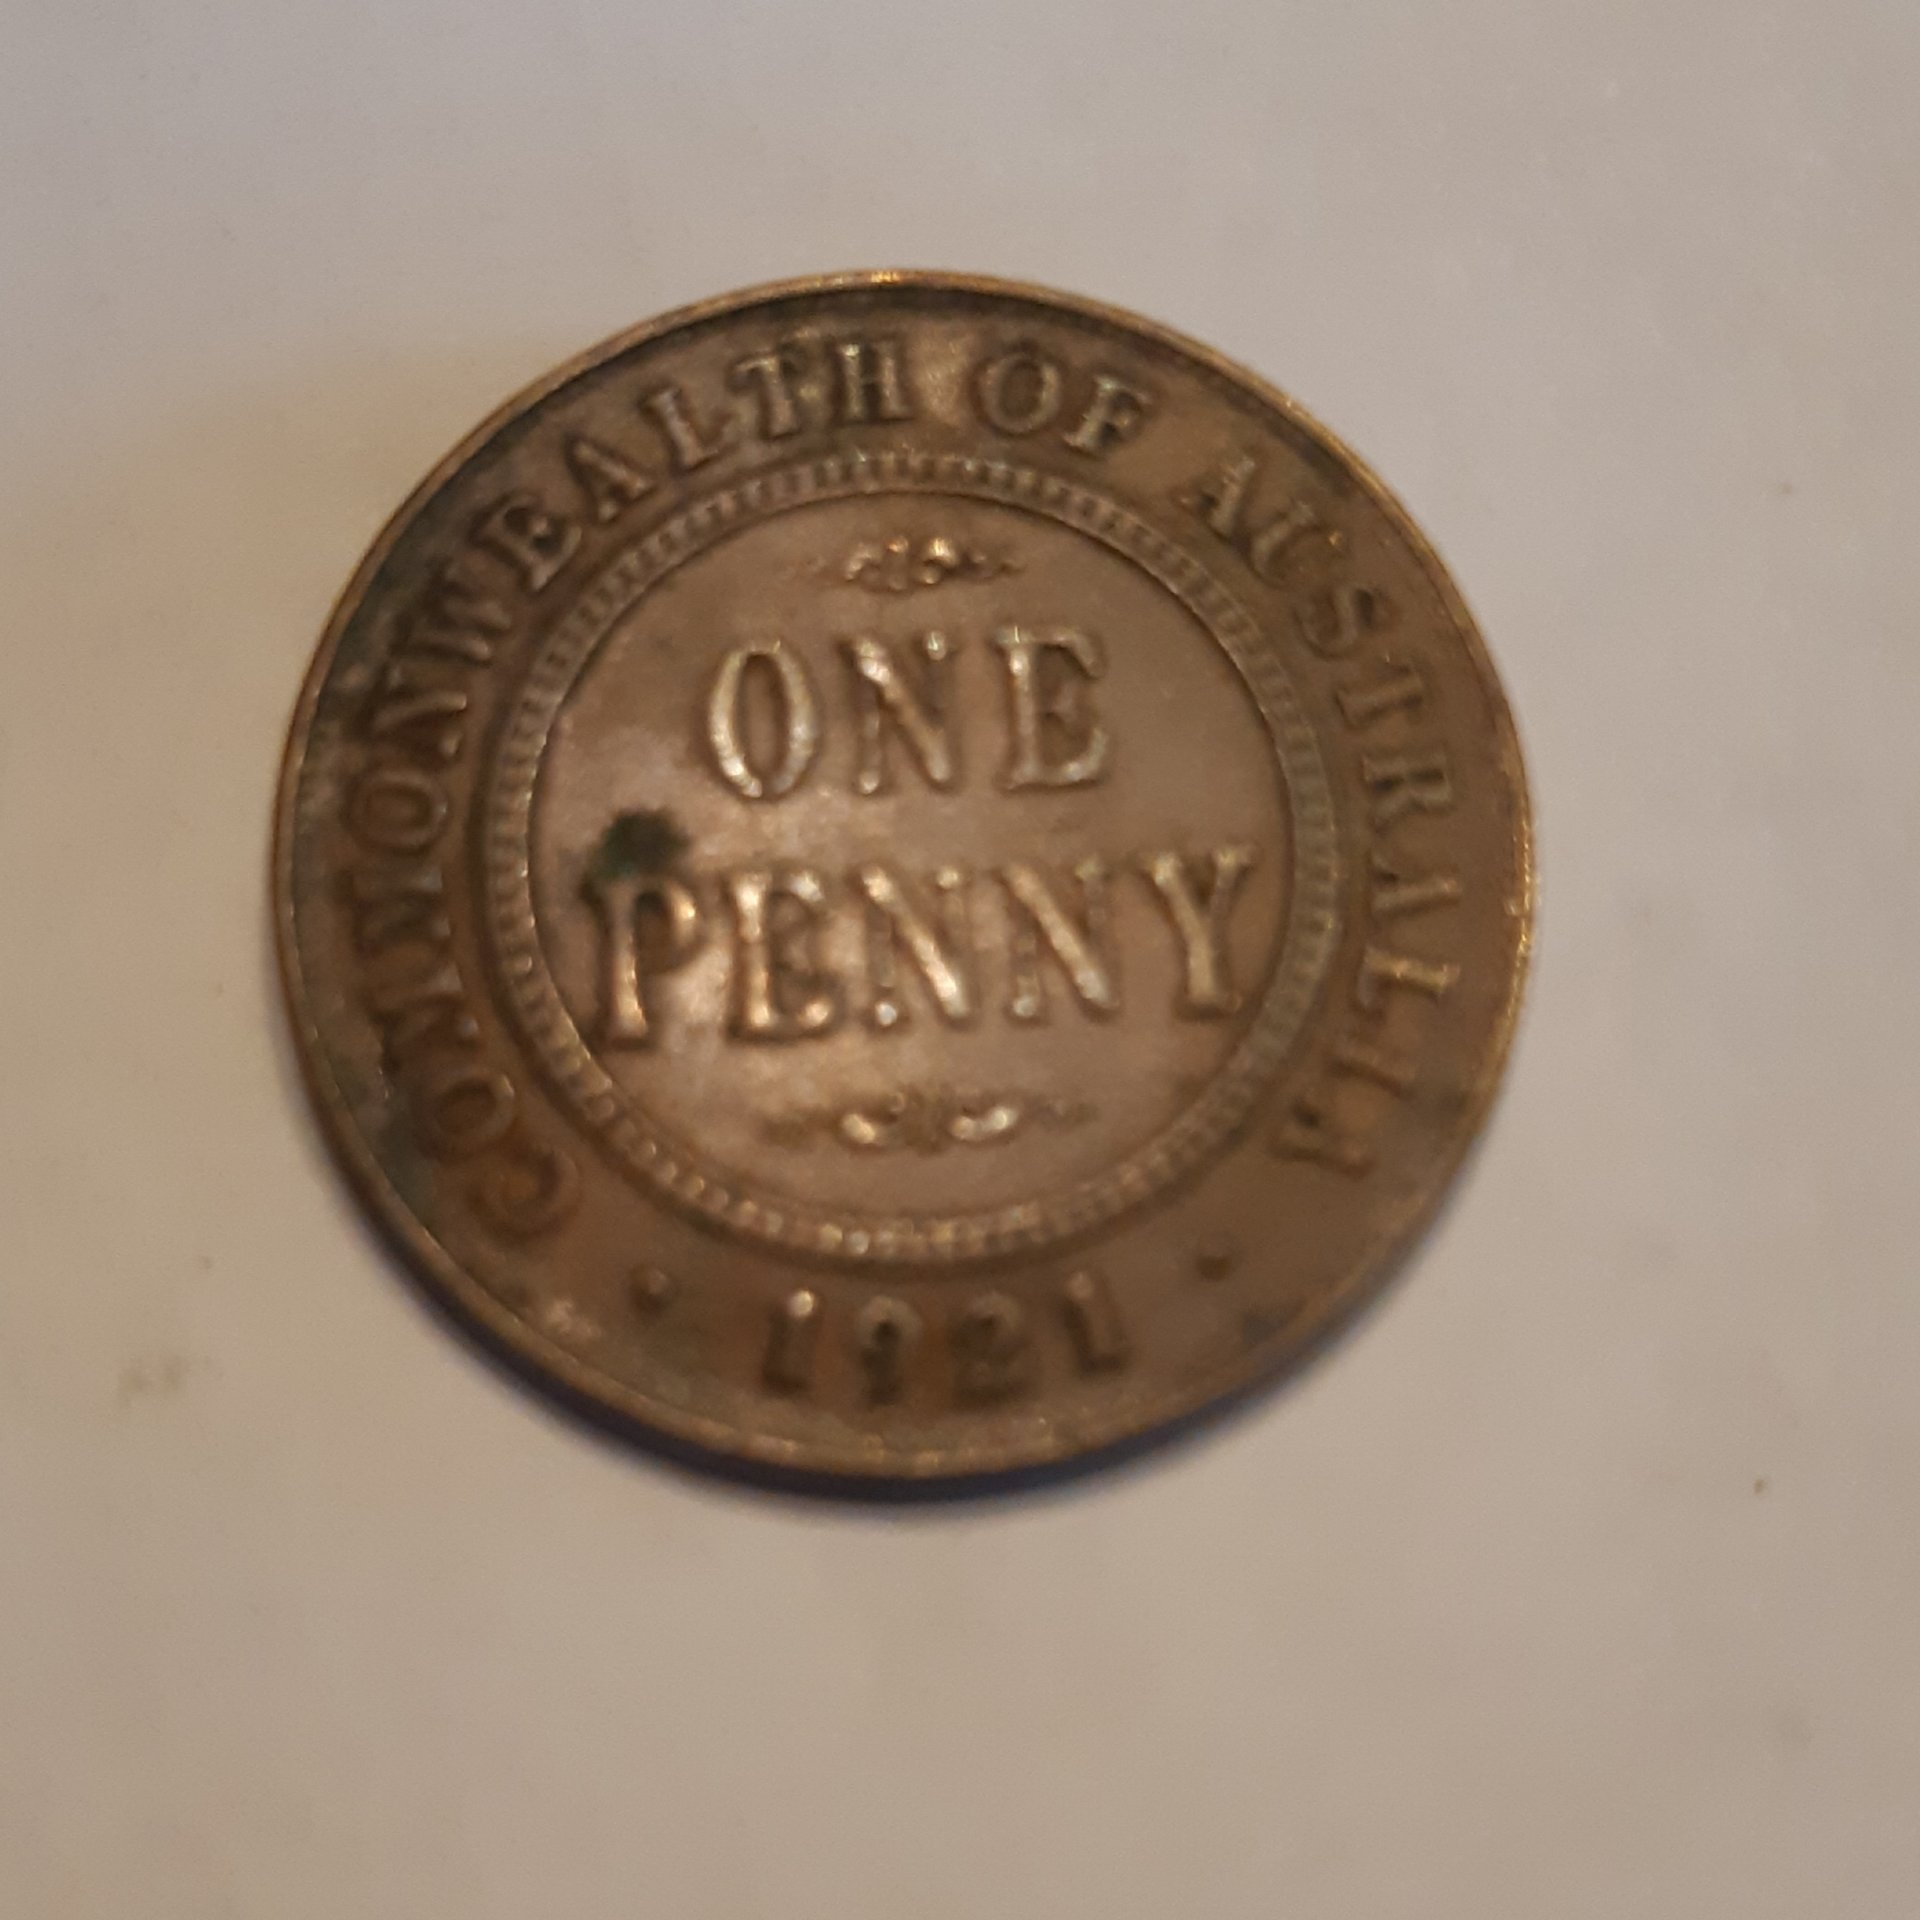 COMMONWEALTH OF AUSTRALIA
ONE
PENNY
· 1921 ·